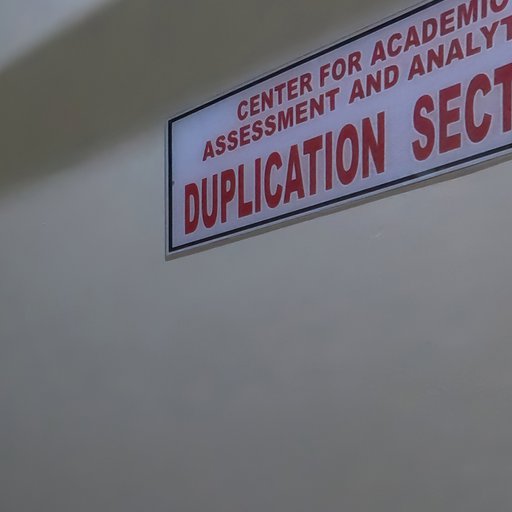 CENTER FOR ACADEMIC
ASSESSMENT AND ANALYT
DUPLICATION SECT